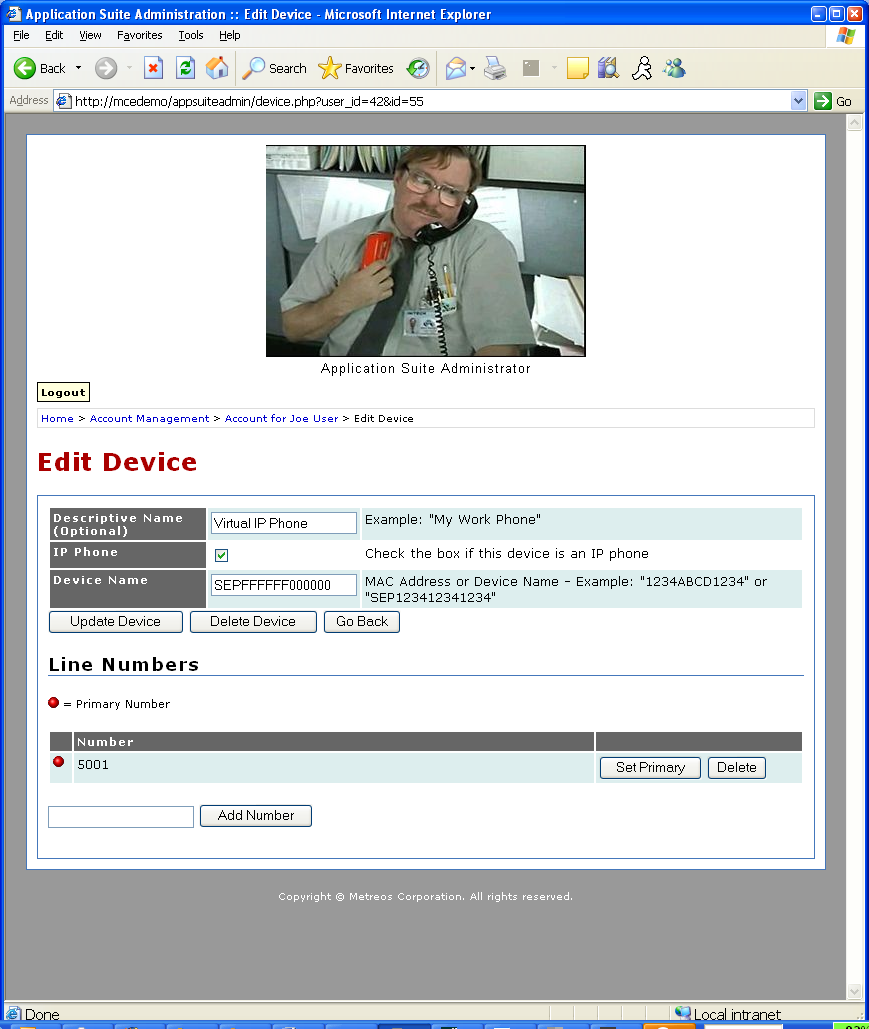 Application Suite Administration :: Edit Device - Microsoft Internet Explorer
File Edit View Favorites Tools Help
Back Search Favorites
Address http://mcedemo/appsuiteadmin/device.php?user_id=42&id=55 Go
Application Suite Administrator
Logout
Home > Account Management > Account for Joe User > Edit Device
Edit Device
Descriptive Name Virtual IP Phone Example: "My Work Phone"
(Optional)
IP Phone Check the box if this device is an IP phone
Device Name SEPFFFFFF000000 MAC Address or Device Name - Example: "1234ABCD1234" or
"SEP123412341234"
Update Device Delete Device Go Back
Line Numbers
= Primary Number
Number
5001 Set Primary Delete
Add Number
Copyright © Metreos Corporation. All rights reserved.
Done Local intranet